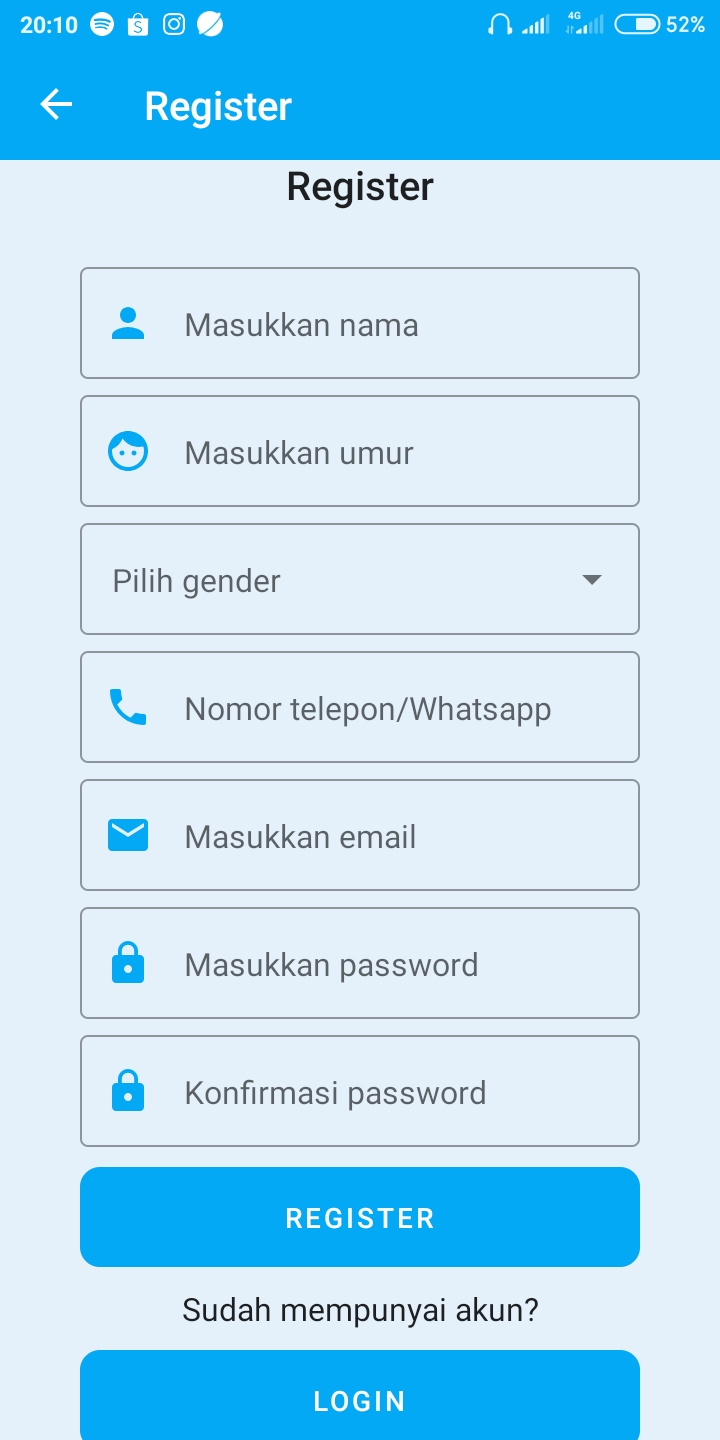 20:10 4G 52%
Register
Register
Masukkan nama
Masukkan umur
Pilih gender
Nomor telepon/Whatsapp
Masukkan email
Masukkan password
Konfirmasi password
REGISTER
Sudah mempunyai akun?
LOGIN